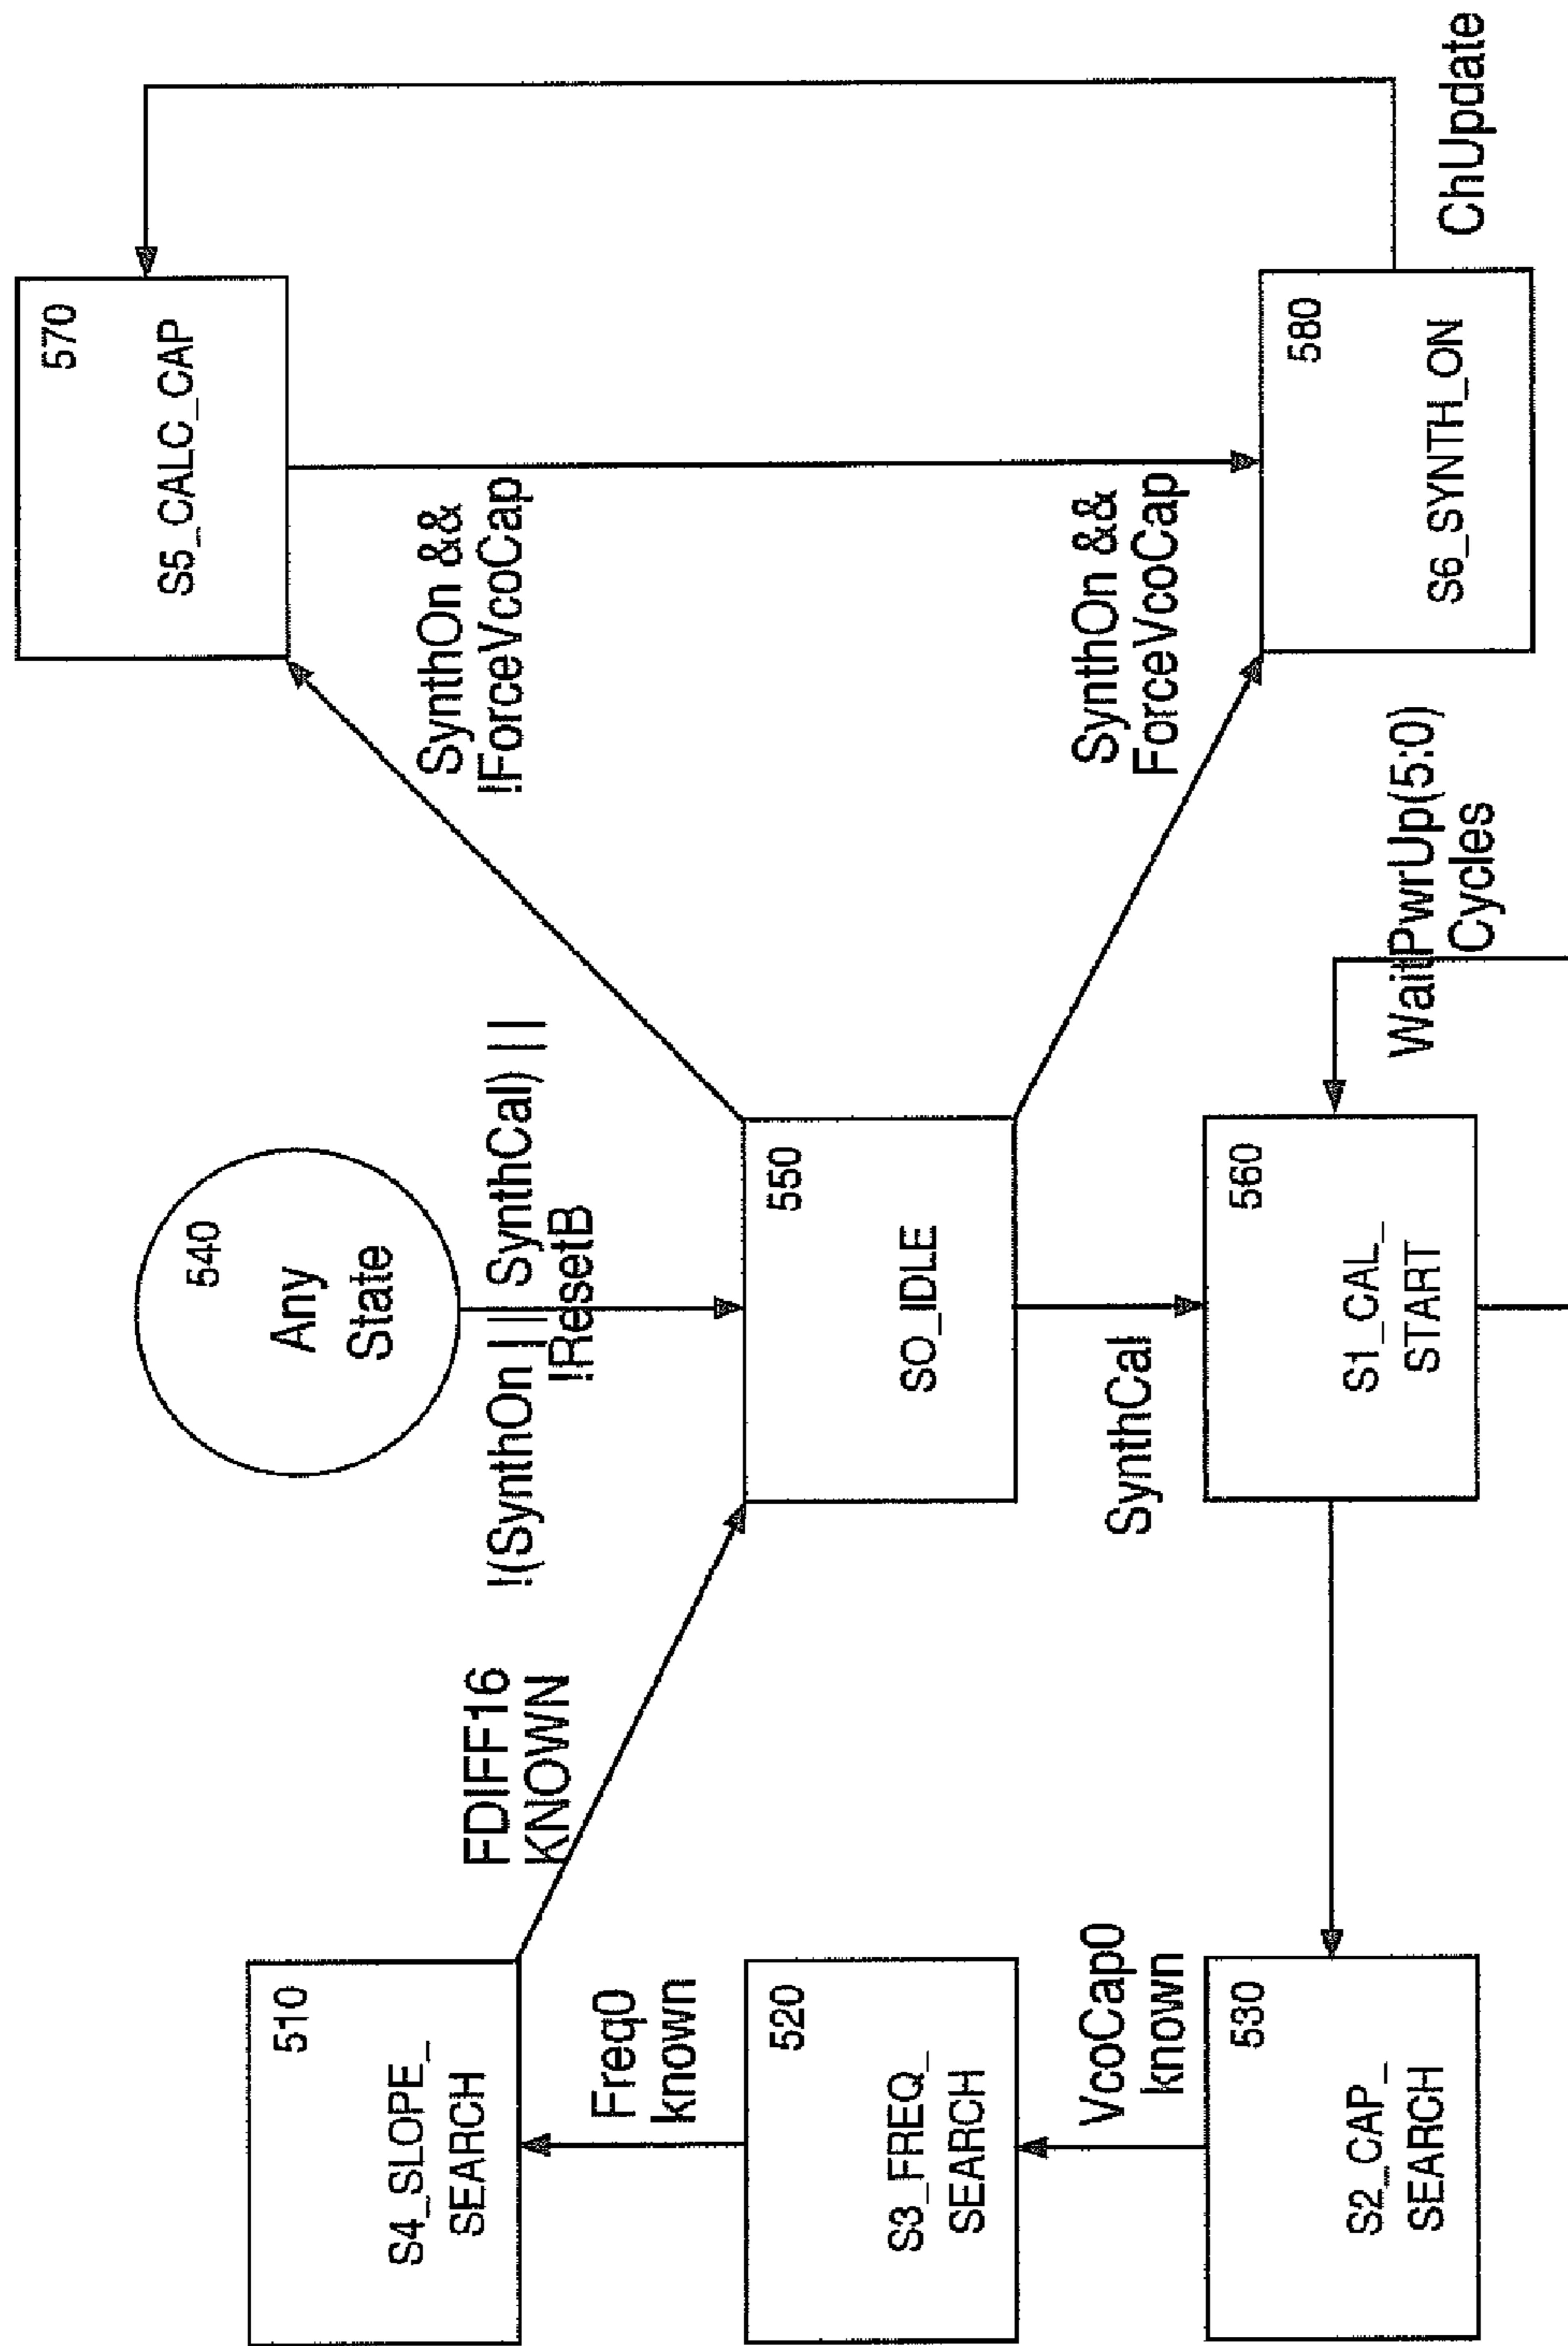 510
S4_SLOPE_
SEARCH
Freq0
known
520
S3_FREQ_
SEARCH
VcoCap0
known
530
S2_CAP_
SEARCH
FDIFF16
KNOWN
540
Any
State
!(SynthOn || SynthCal) ||
!ResetB
550
SO_IDLE
SynthCal
560
S1_CAL_
START
WaitPwrUp(5:0)
Cycles
570
S5_CALC_CAP
SynthOn &&
!ForceVcoCap
SynthOn &&
ForceVcoCap
580
S6_SYNTH_ON
ChUpdate